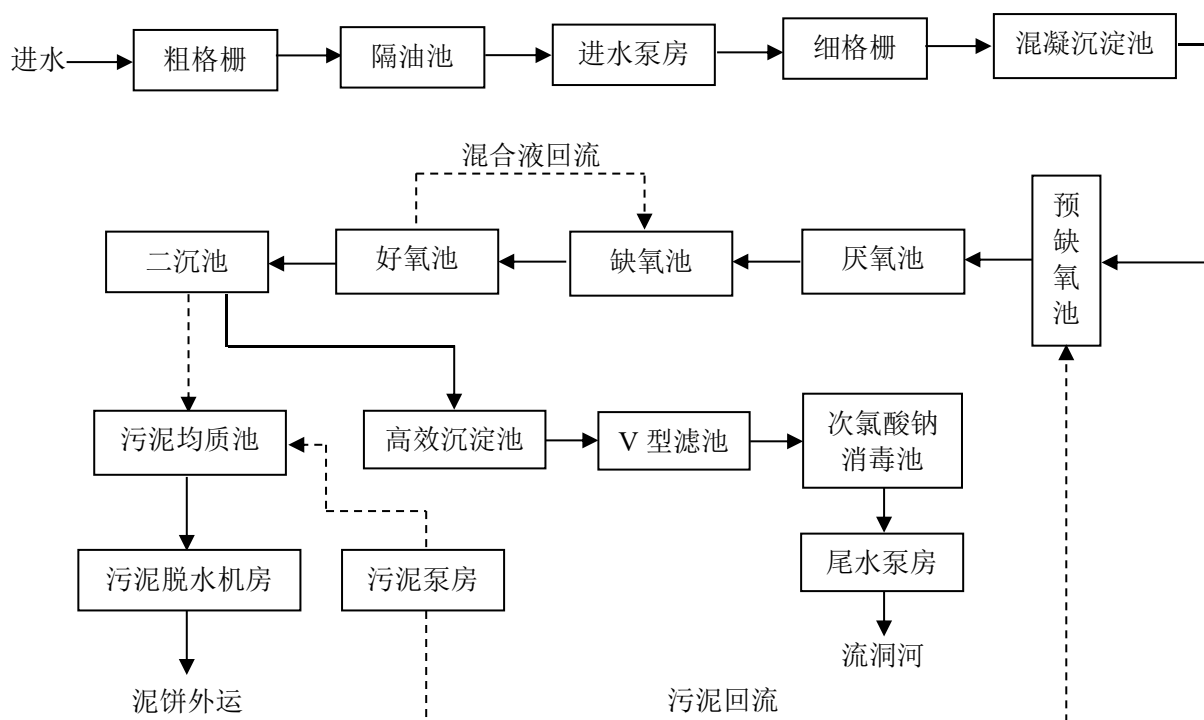 进水
粗格栅
隔油池
进水泵房
细格栅
混凝沉淀池
混合液回流
二沉池
好氧池
缺氧池
厌氧池
预
缺
氧
池
污泥均质池
高效沉淀池
V 型滤池
次氯酸钠
消毒池
污泥脱水机房
污泥泵房
尾水泵房
流洞河
泥饼外运
污泥回流